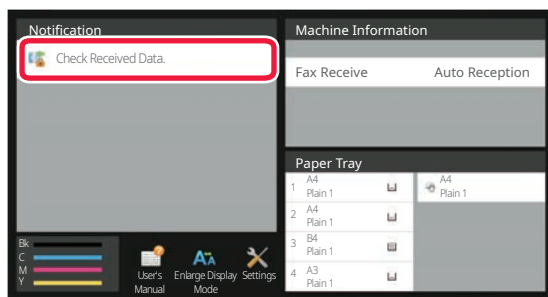 Notification
Check Received Data.
Machine Information
Fax Receive Auto Reception
Paper Tray
1 A4
Plain 1
A4
Plain 1
2 A4
Plain 1
3 B4
Plain 1
4 A3
Plain 1
Bk
C
M
Y
User's
Manual
Enlarge Display
Mode
Settings